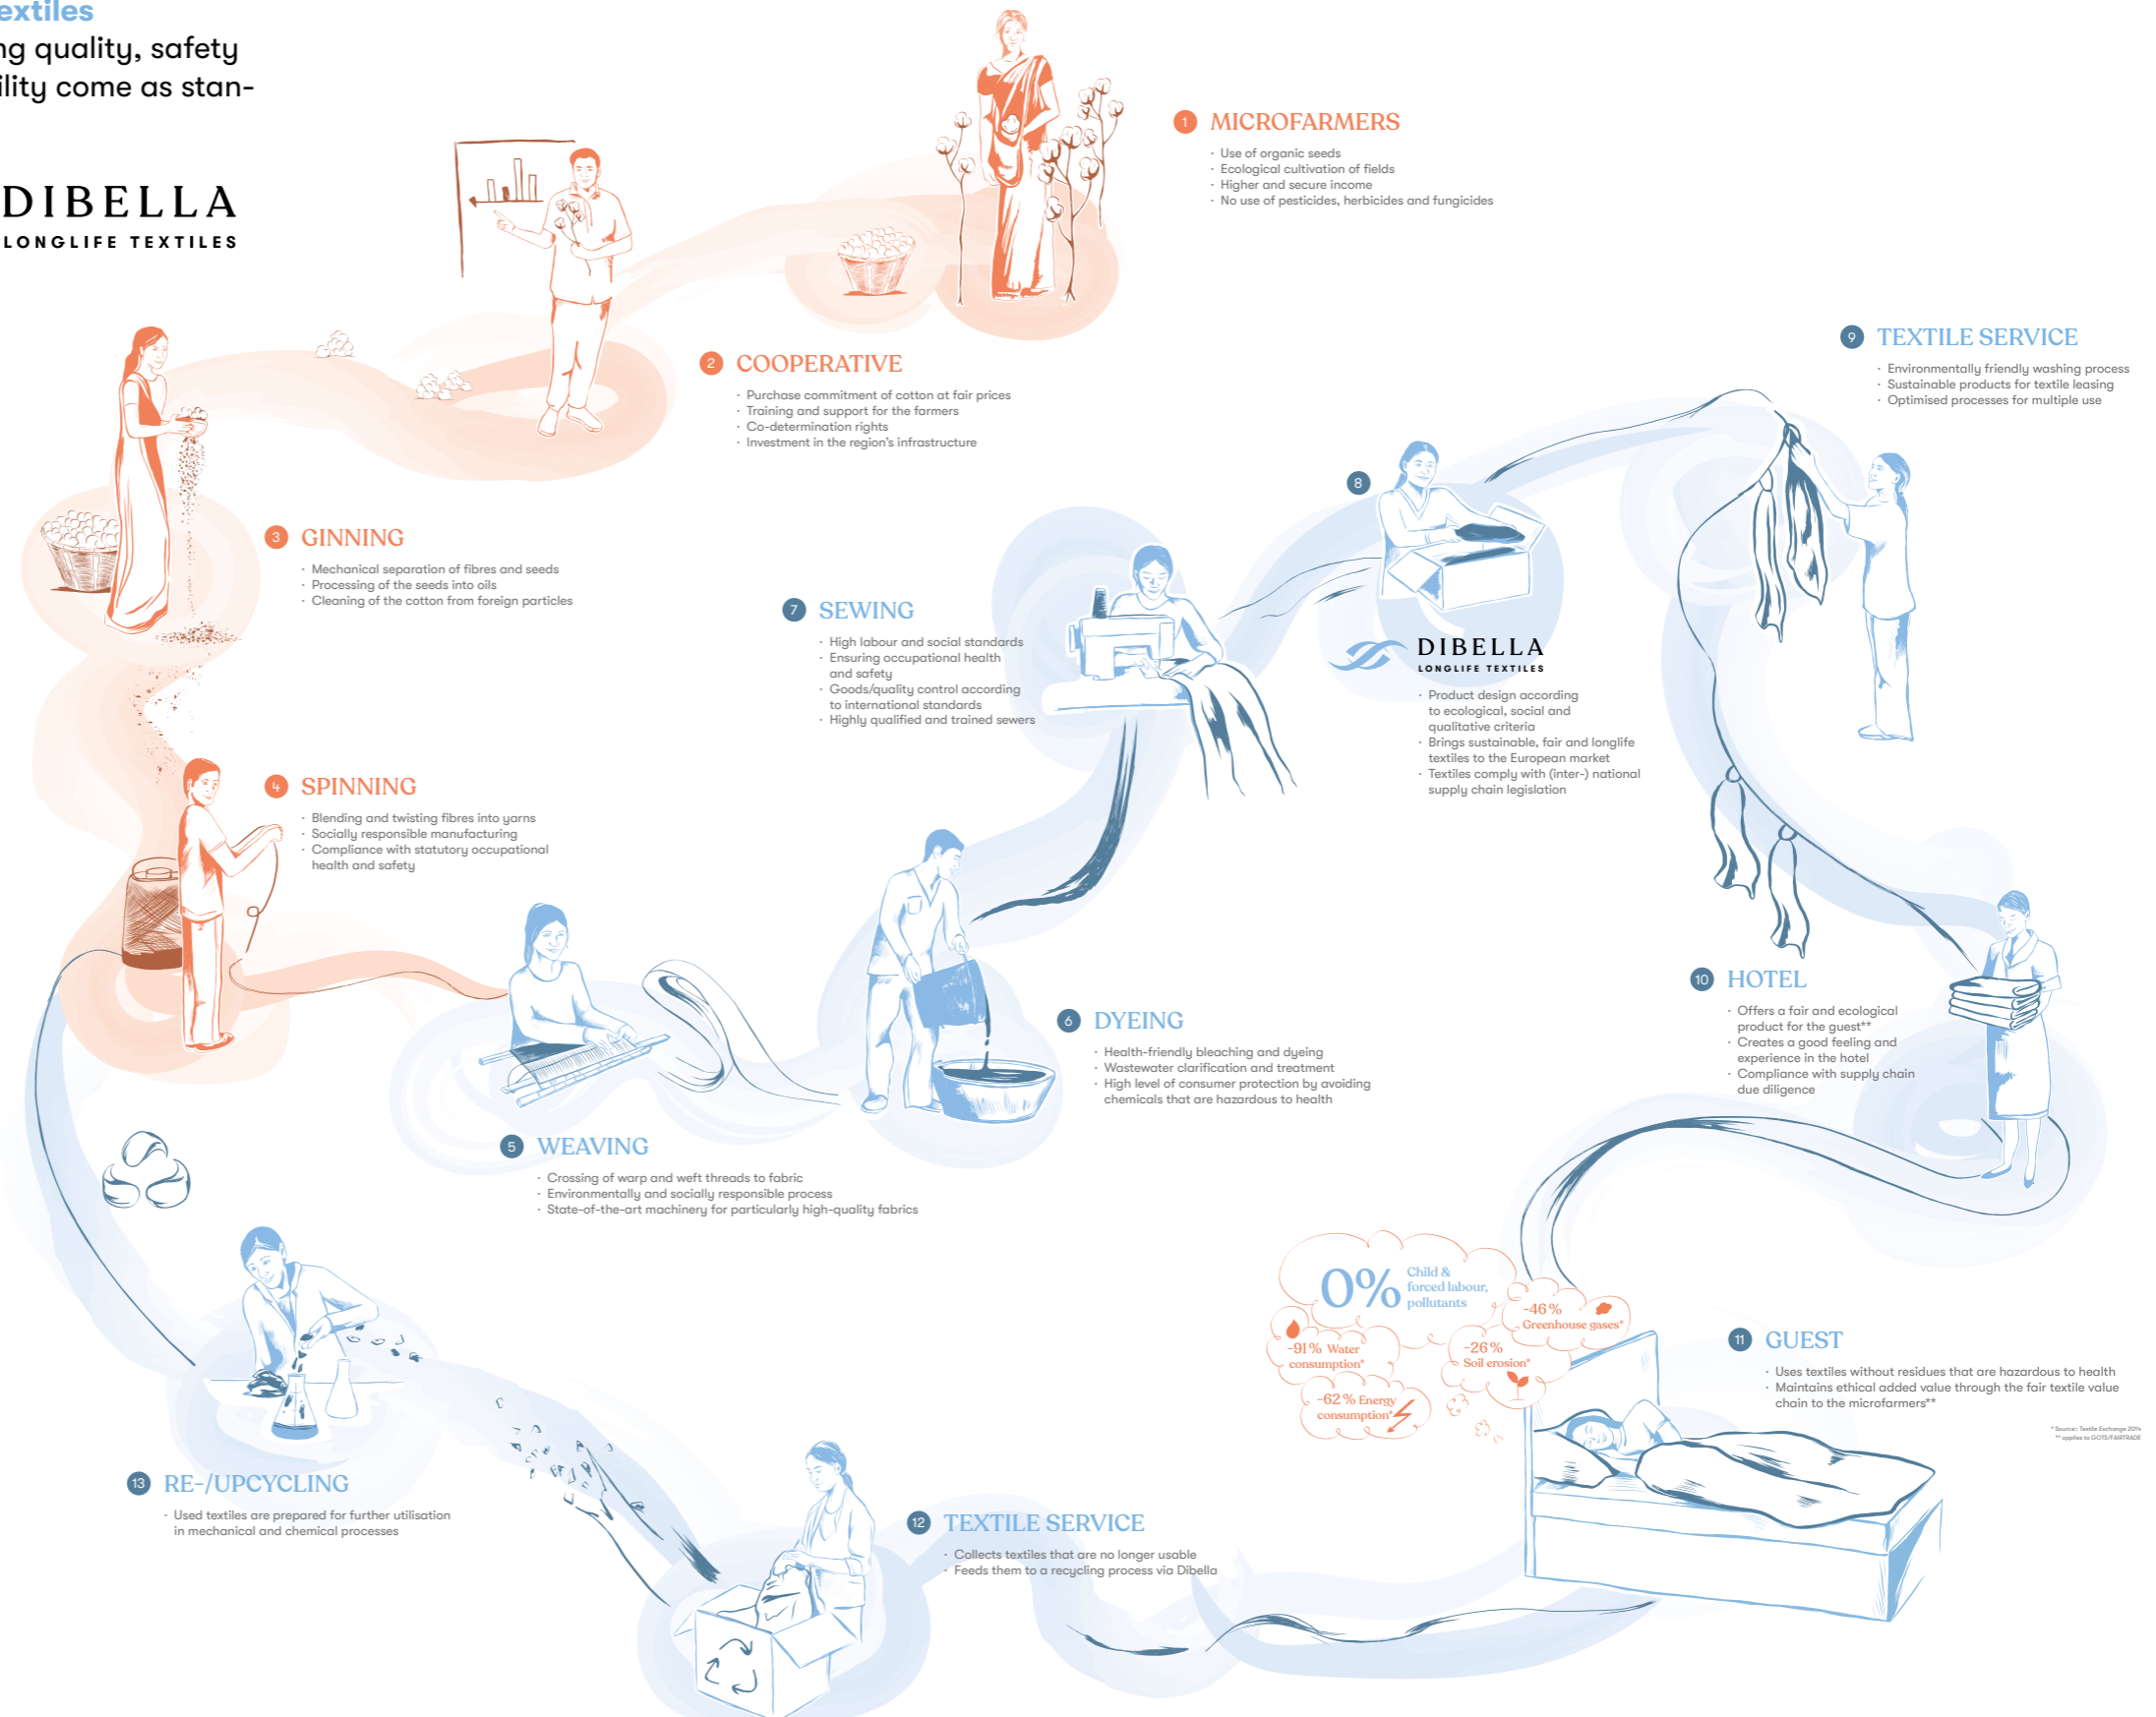 extiles
ng quality, safety
ility come as stan-
DIBELLA
LONGLIFE TEXTILES
1 MICROFARMERS
· Use of organic seeds
· Ecological cultivation of fields
· Higher and secure income
· No use of pesticides, herbicides and fungicides
2 COOPERATIVE
· Purchase commitment of cotton at fair prices
· Training and support for the farmers
· Co-determination rights
· Investment in the region's infrastructure
3 GINNING
· Mechanical separation of fibres and seeds
· Processing of the seeds into oils
· Cleaning of the cotton from foreign particles
4 SPINNING
· Blending and twisting fibres into yarns
· Socially responsible manufacturing
· Compliance with statutory occupational
health and safety
5 WEAVING
· Crossing of warp and weft threads to fabric
· Environmentally and socially responsible process
· State-of-the-art machinery for particularly high-quality fabrics
6 DYEING
· Health-friendly bleaching and dyeing
· Wastewater clarification and treatment
· High level of consumer protection by avoiding
chemicals that are hazardous to health
7 SEWING
· High labour and social standards
· Ensuring occupational health
and safety
· Goods/quality control according
to international standards
· Highly qualified and trained sewers
8
DIBELLA
LONGLIFE TEXTILES
· Product design according
to ecological, social and
qualitative criteria
· Brings sustainable, fair and longlife
textiles to the European market
· Textiles comply with (inter-) national
supply chain legislation
9 TEXTILE SERVICE
· Environmentally friendly washing process
· Sustainable products for textile leasing
· Optimised processes for multiple use
10 HOTEL
· Offers a fair and ecological
product for the guest**
· Creates a good feeling and
experience in the hotel
· Compliance with supply chain
due diligence
0% Child &
forced labour,
pollutants
-46%
Greenhouse gases*
-91% Water
consumption*
-26%
Soil erosion*
-62% Energy
consumption*
11 GUEST
· Uses textiles without residues that are hazardous to health
· Maintains ethical added value through the fair textile value
chain to the microfarmers**
* Source: Textile Exchange 2014
** applies to GOTS/FAIRTRADE
12 TEXTILE SERVICE
· Collects textiles that are no longer usable
· Feeds them to a recycling process via Dibella
13 RE-/UPCYCLING
· Used textiles are prepared for further utilisation
in mechanical and chemical processes